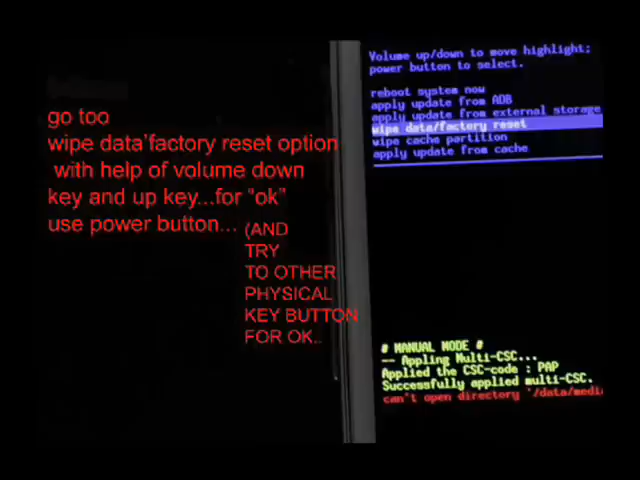 go too
wipe data'factory reset option
with help of volume down
key and up key...for "ok"
use power button...
(AND
TRY
TO OTHER
PHYSICAL
KEY BUTTON
FOR OK..
Volume up/down to move highlight;
power button to select.
reboot system now
apply update from ADB
apply update from external storage
wipe data/factory reset
wipe cache partition
apply update from cache
# MANUAL MODE #
-- Appling Multi-CSC...
Applied the CSC-code : PAP
Successfully applied multi-CSC.
can't open directory '/data/medi